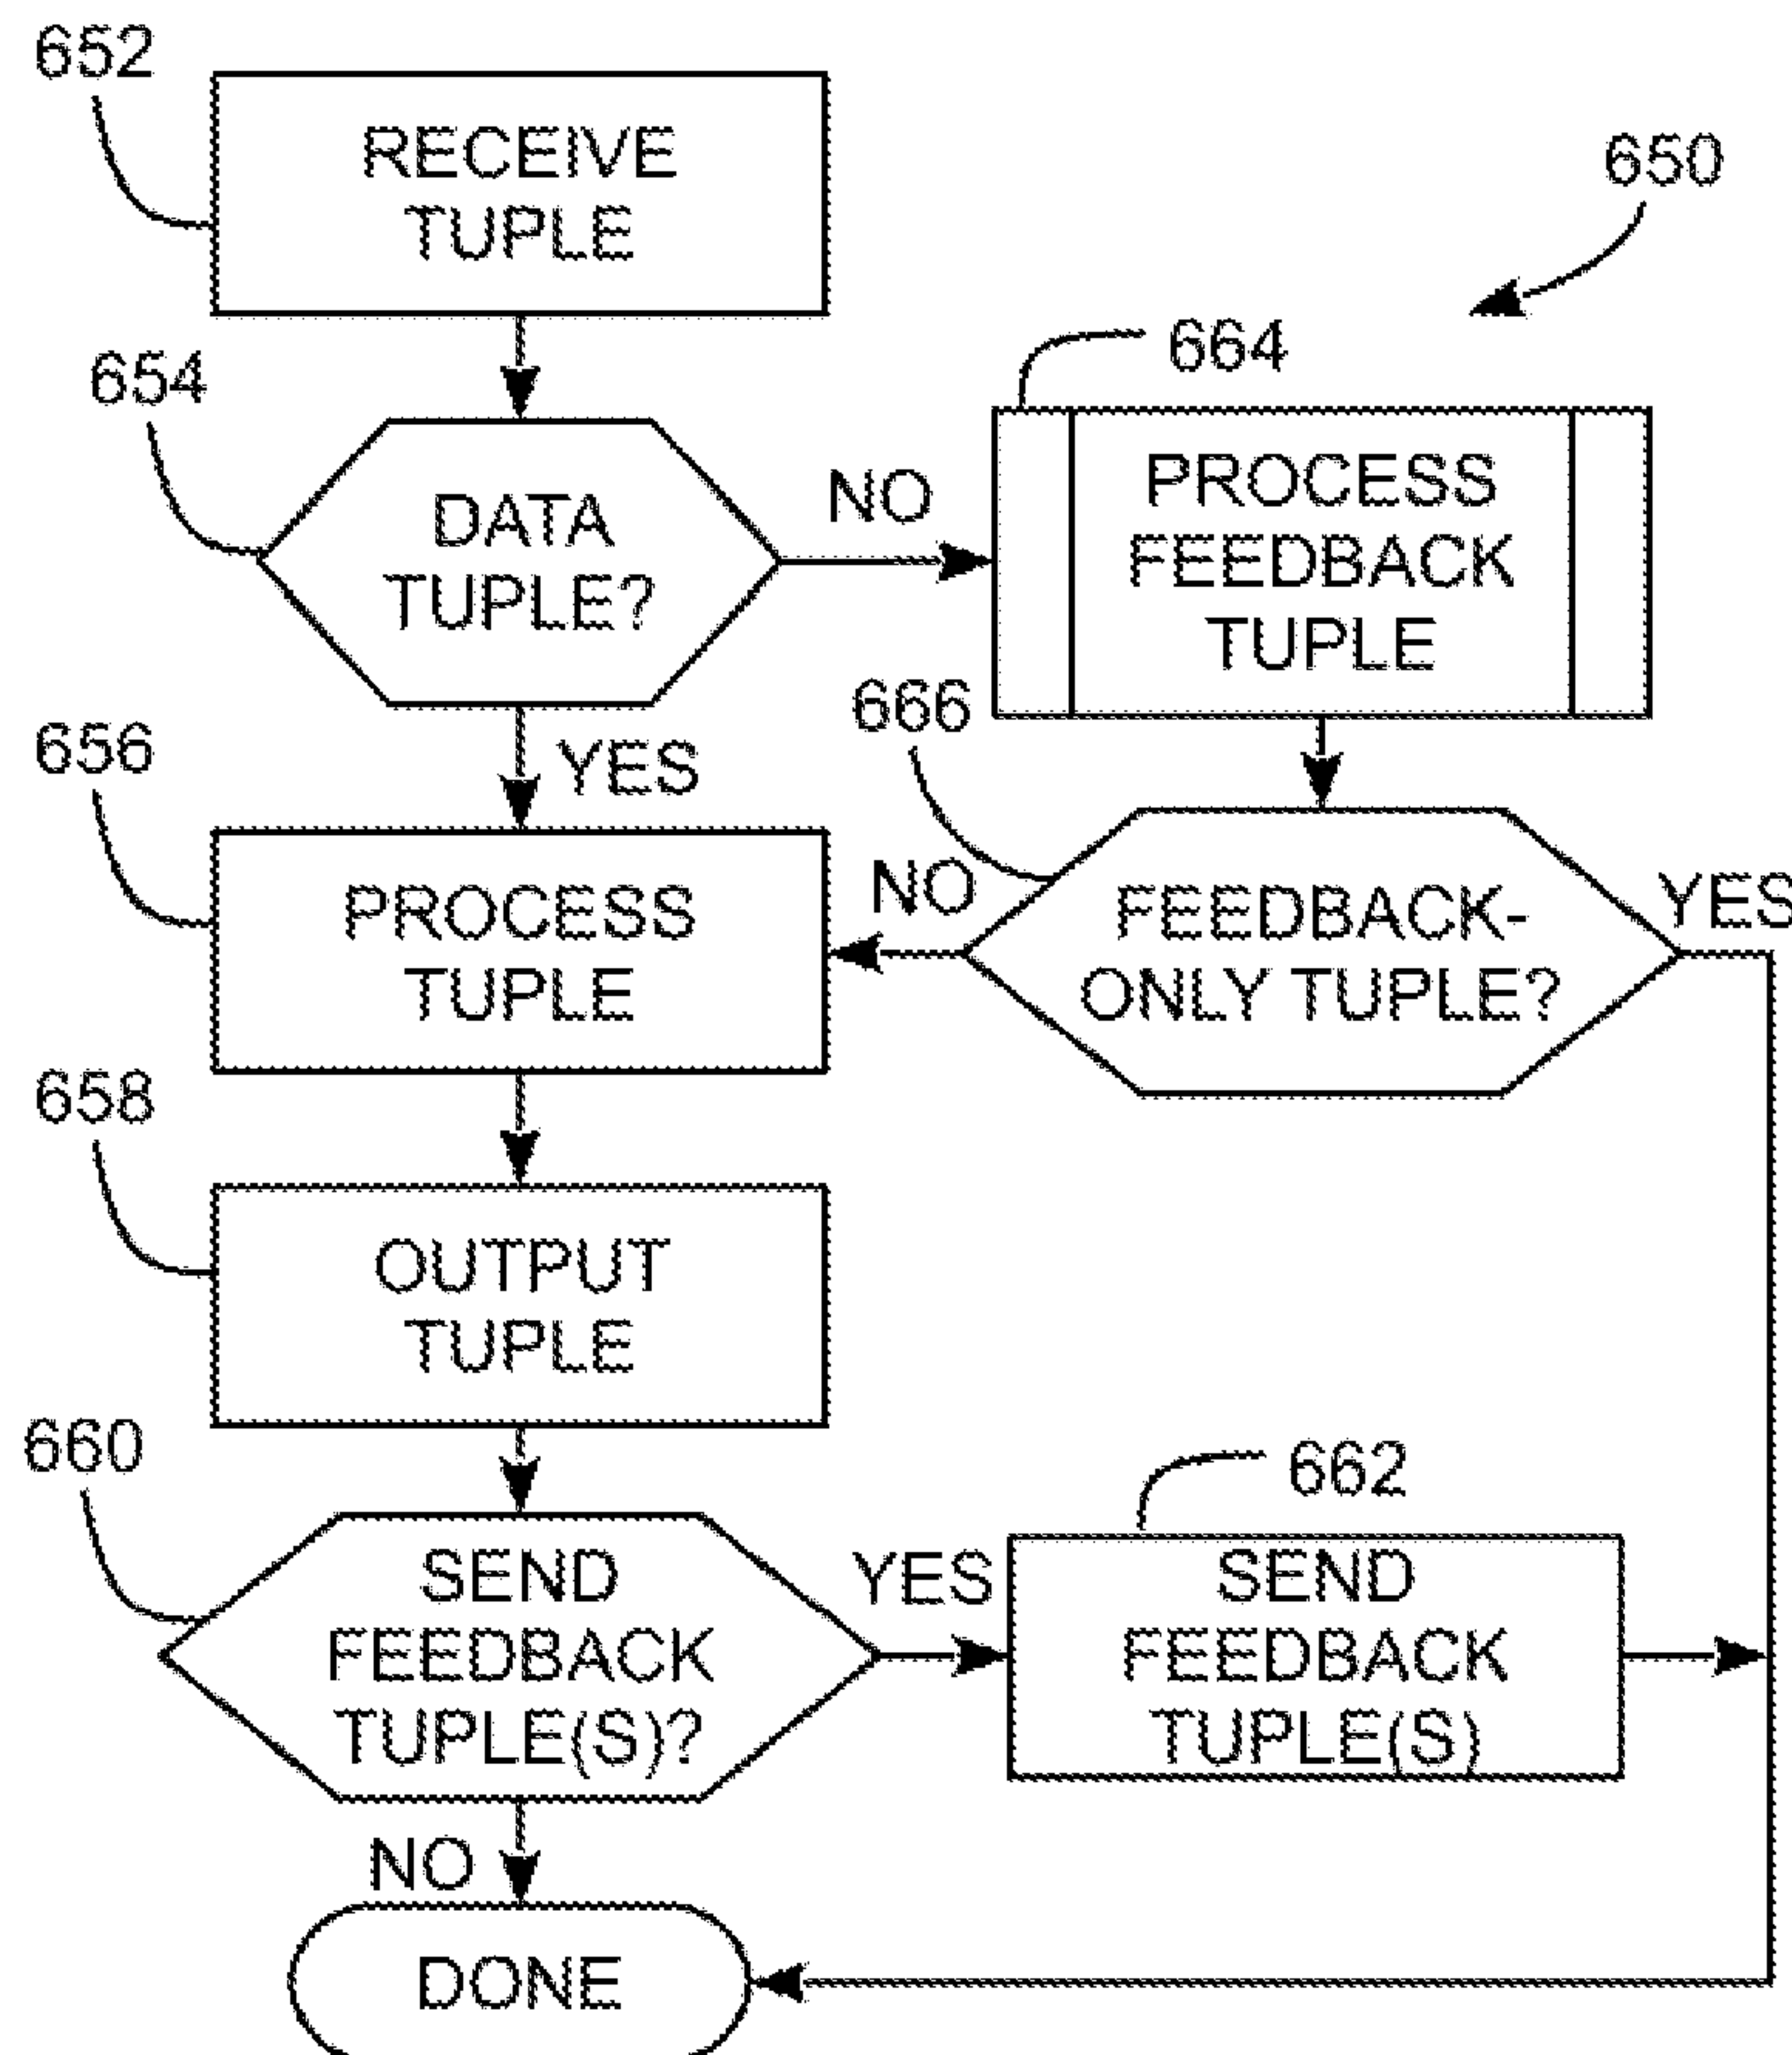 652
RECEIVE
TUPLE
650
654
664
DATA
TUPLE?
NO
PROCESS
FEEDBACK
TUPLE
666
656
YES
PROCESS
TUPLE
NO
FEEDBACK-
ONLY TUPLE?
YES
658
OUTPUT
TUPLE
660
662
SEND
FEEDBACK
TUPLE(S)?
YES
SEND
FEEDBACK
TUPLE(S)
NO
DONE